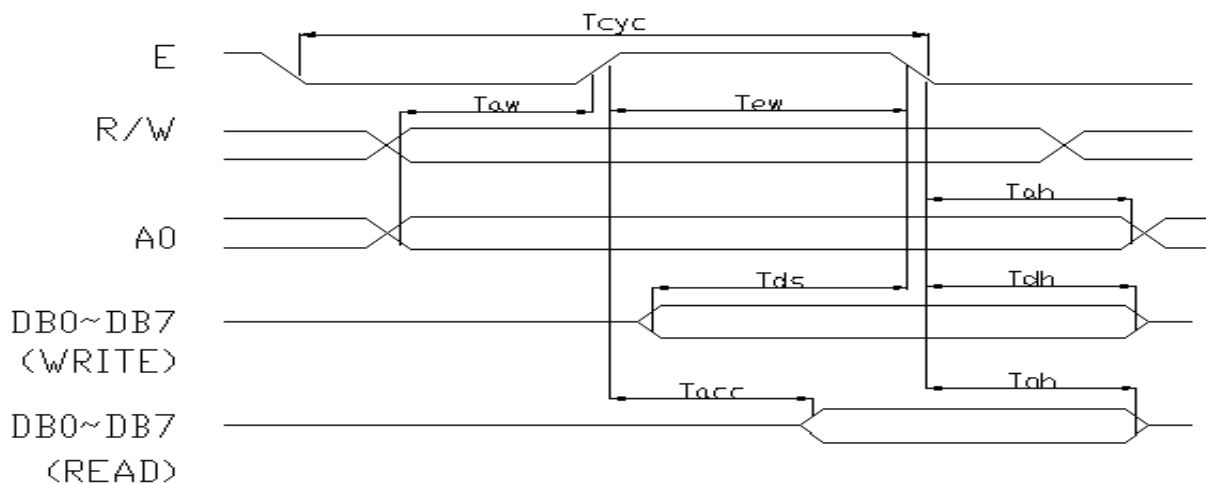 Tcyc
E
Taw
Tew
R/W
Tah
A0
Tds
Tdh
DB0~DB7
(WRITE)
Tacc
Toh
DB0~DB7
(READ)